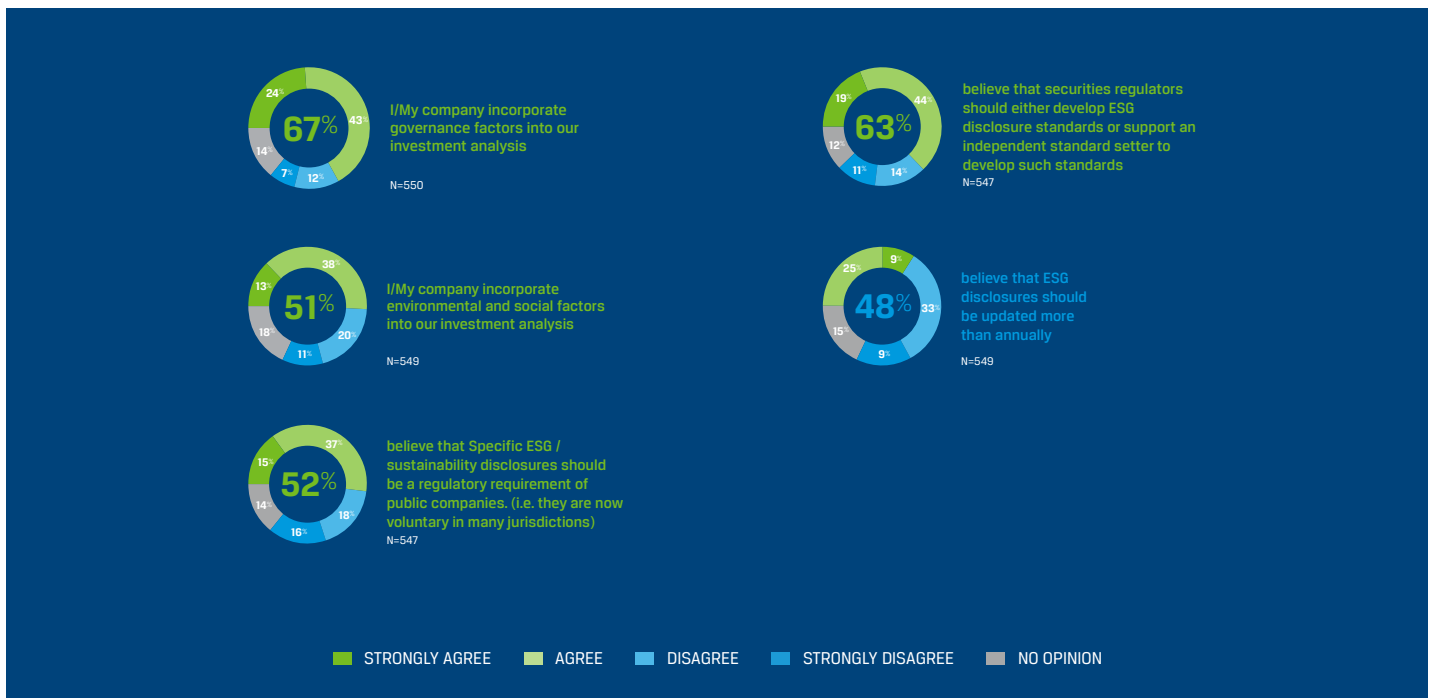 24%
43%
67%
14%
7%
12%
I/My company incorporate
governance factors into our
investment analysis
N=550
19%
44%
63%
12%
11%
14%
believe that securities regulators
should either develop ESG
disclosure standards or support an
independent standard setter to
develop such standards
N=547
38%
13%
51%
18%
20%
11%
I/My company incorporate
environmental and social factors
into our investment analysis
N=549
9%
25%
48%
33%
15%
9%
believe that ESG
disclosures should
be updated more
than annually
N=549
37%
15%
52%
14%
18%
16%
believe that Specific ESG /
sustainability disclosures should
be a regulatory requirement of
public companies. (i.e. they are now
voluntary in many jurisdictions)
N=547
STRONGLY AGREE
AGREE
DISAGREE
STRONGLY DISAGREE
NO OPINION